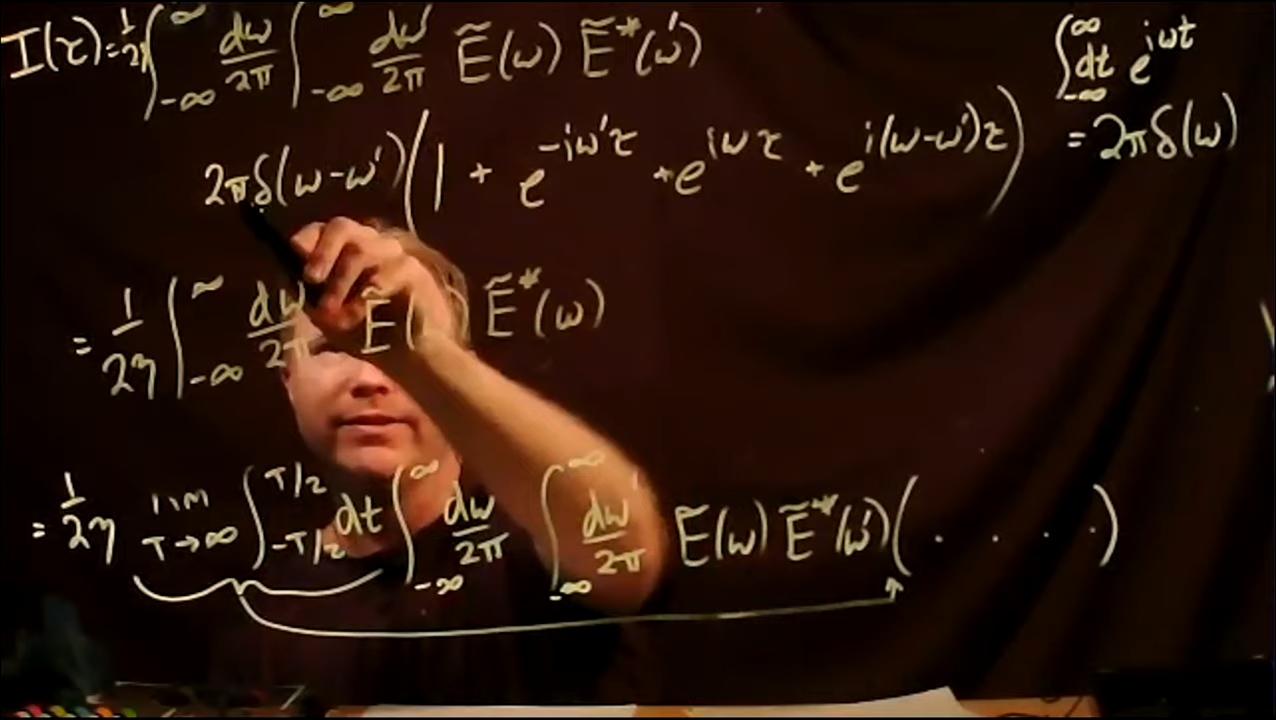 I(τ) = 1/2η ∫_{-∞}^{∞} dω/2π ∫_{-∞}^{∞} dω'/2π Ẽ(ω) Ẽ*(ω')
∫_{-∞}^{∞} dt e^{iωt}
= 2πδ(ω)
2πδ(ω-ω')(1 + e^{-iω'τ} + e^{iωτ} + e^{i(ω-ω')τ})
= 1/2η ∫_{-∞}^{∞} dω/2π Ẽ( Ẽ*(ω)
= 1/2η lim_{T→∞} ∫_{-T/2}^{T/2} dt ∫_{-∞}^{∞} dω/2π ∫_{-∞}^{∞} dω'/2π Ẽ(ω) Ẽ*(ω') ( . . . . )